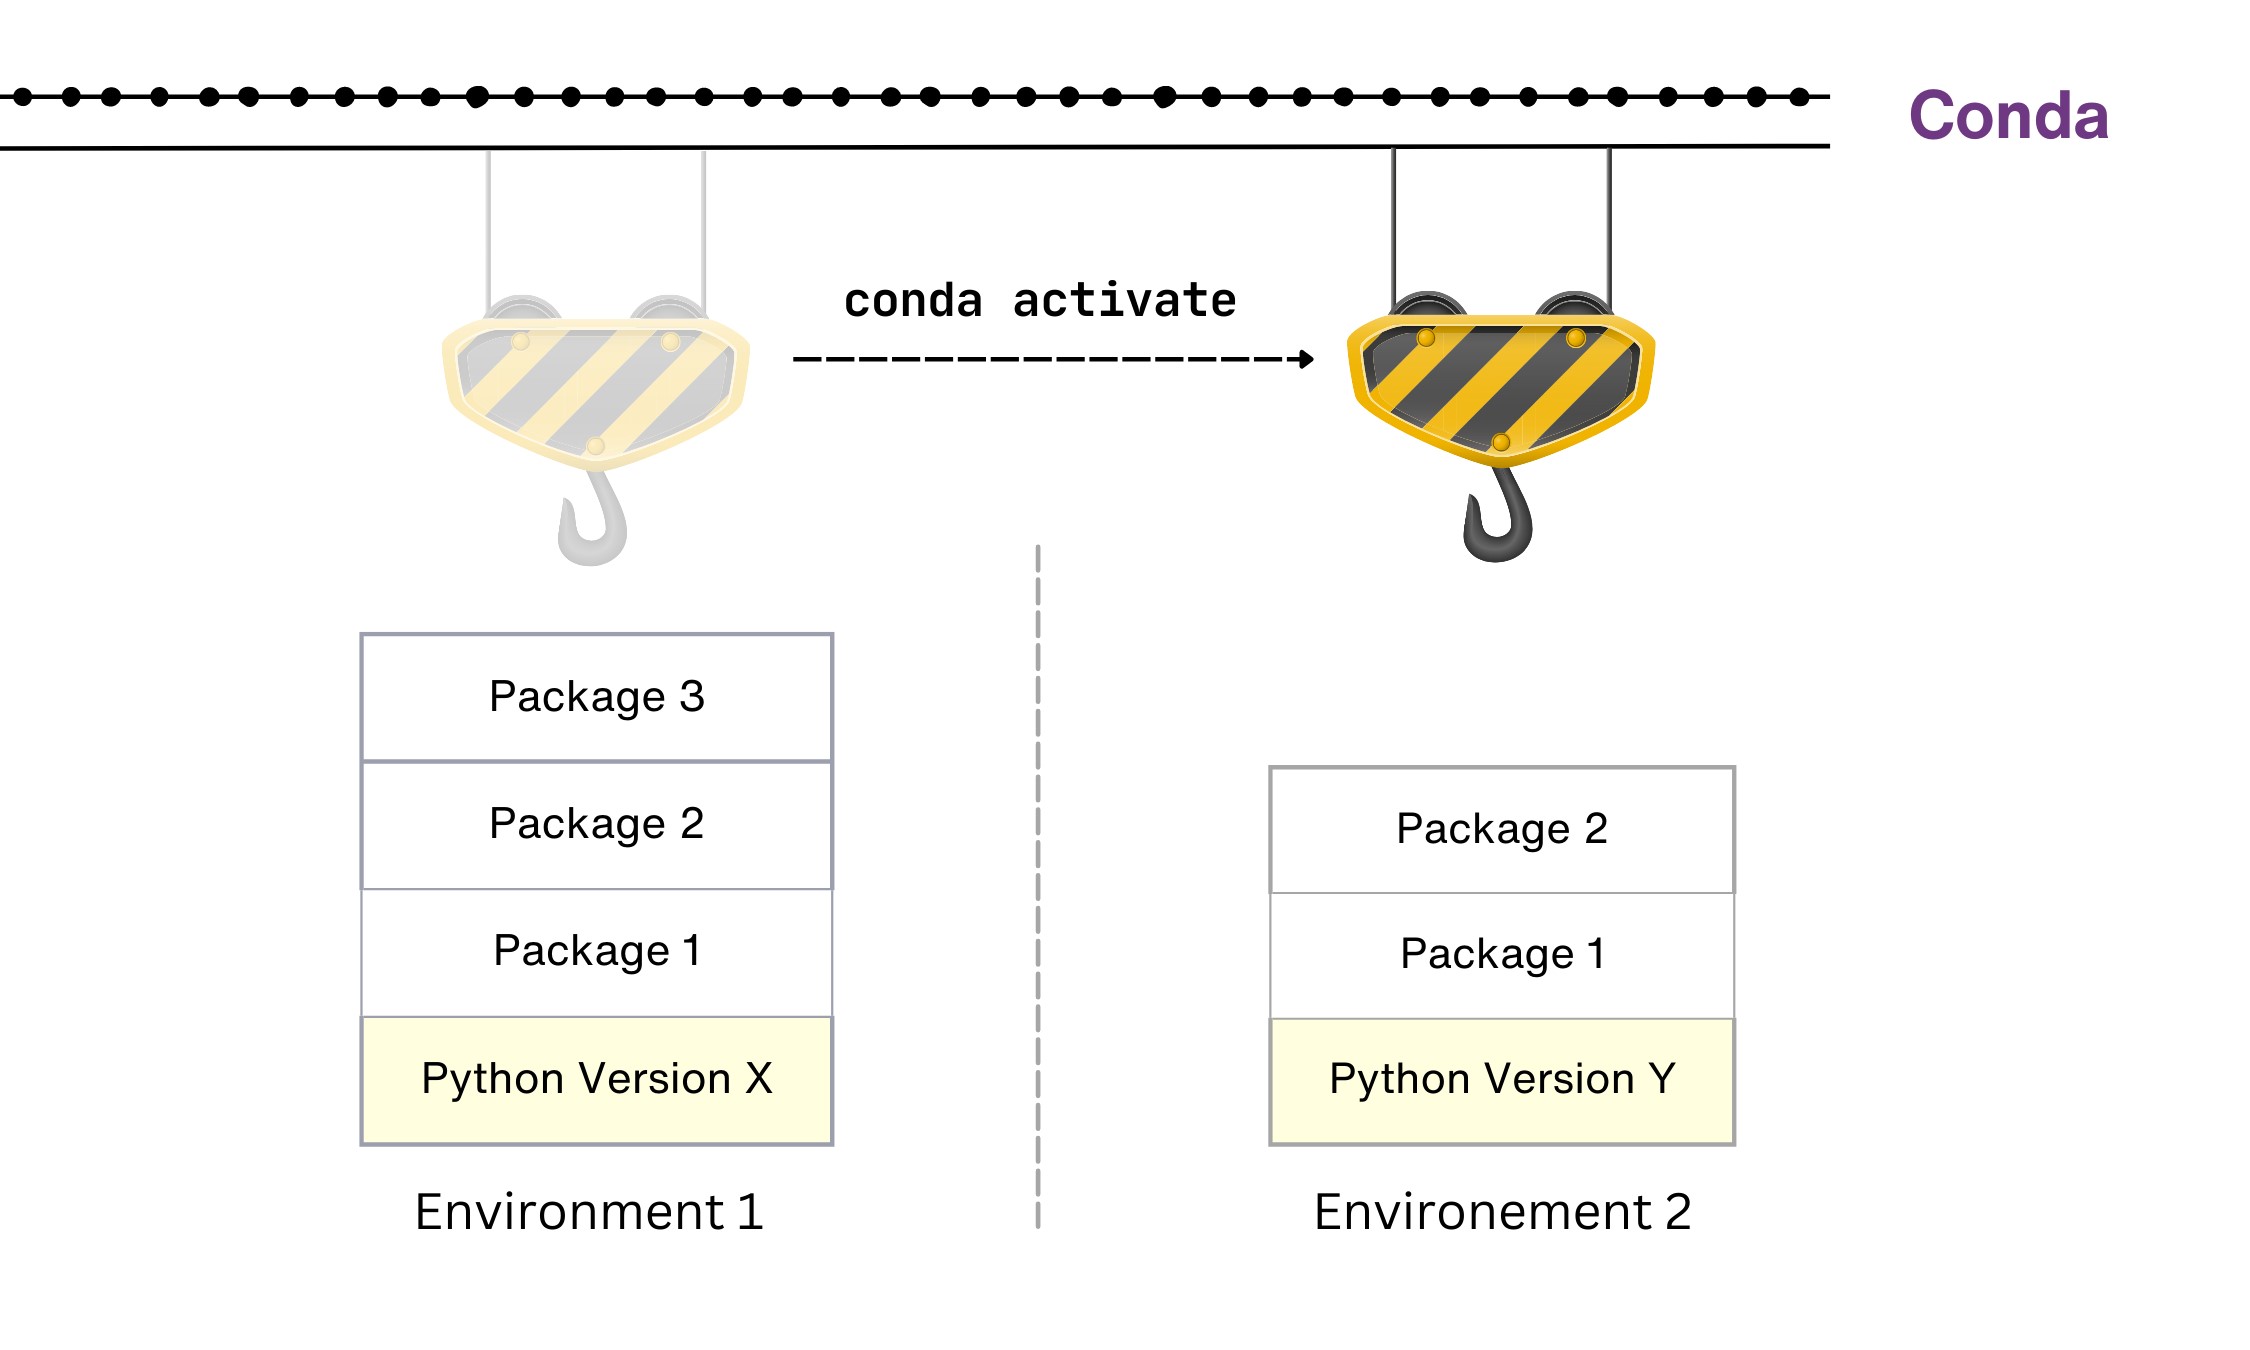 Conda
conda activate
Package 3
Package 2
Package 1
Python Version X
Environment 1
Package 2
Package 1
Python Version Y
Environement 2